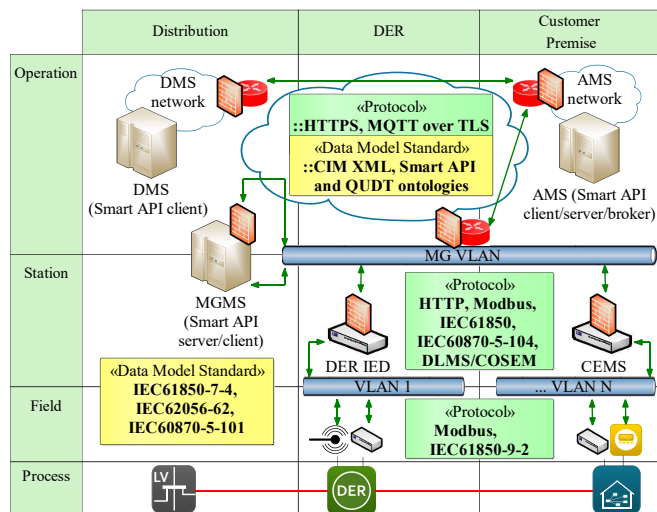 Distribution
DER
Customer
Premise
Operation
DMS
network
AMS
network
«Protocol»
::HTTPS, MQTT over TLS
«Data Model Standard»
::CIM XML, Smart API
and QUDT ontologies
DMS
(Smart API client)
AMS (Smart API
client/server/broker)
MG VLAN
Station
MGMS
(Smart API
server/client)
«Protocol»
HTTP, Modbus,
IEC61850,
IEC60870-5-104,
DLMS/COSEM
DER IED
CEMS
«Data Model Standard»
IEC61850-7-4,
IEC62056-62,
IEC60870-5-101
VLAN 1
... VLAN N
Field
«Protocol»
Modbus,
IEC61850-9-2
Process
LV
DER